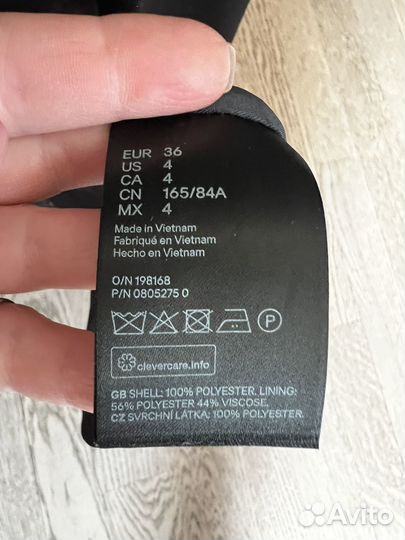 EUR 36
US 4
CA 4
CN 165/84A
MX 4
Made in Vietnam
Fabriqué en Vietnam
Hecho en Vietnam
O/N 198168
P/N 0805275 0
P
clevercare.info
GB SHELL: 100% POLYESTER. LINING:
56% POLYESTER 44% VISCOSE.
CZ SVRCHNÍ LÁTKA: 100% POLYESTER.
Avito